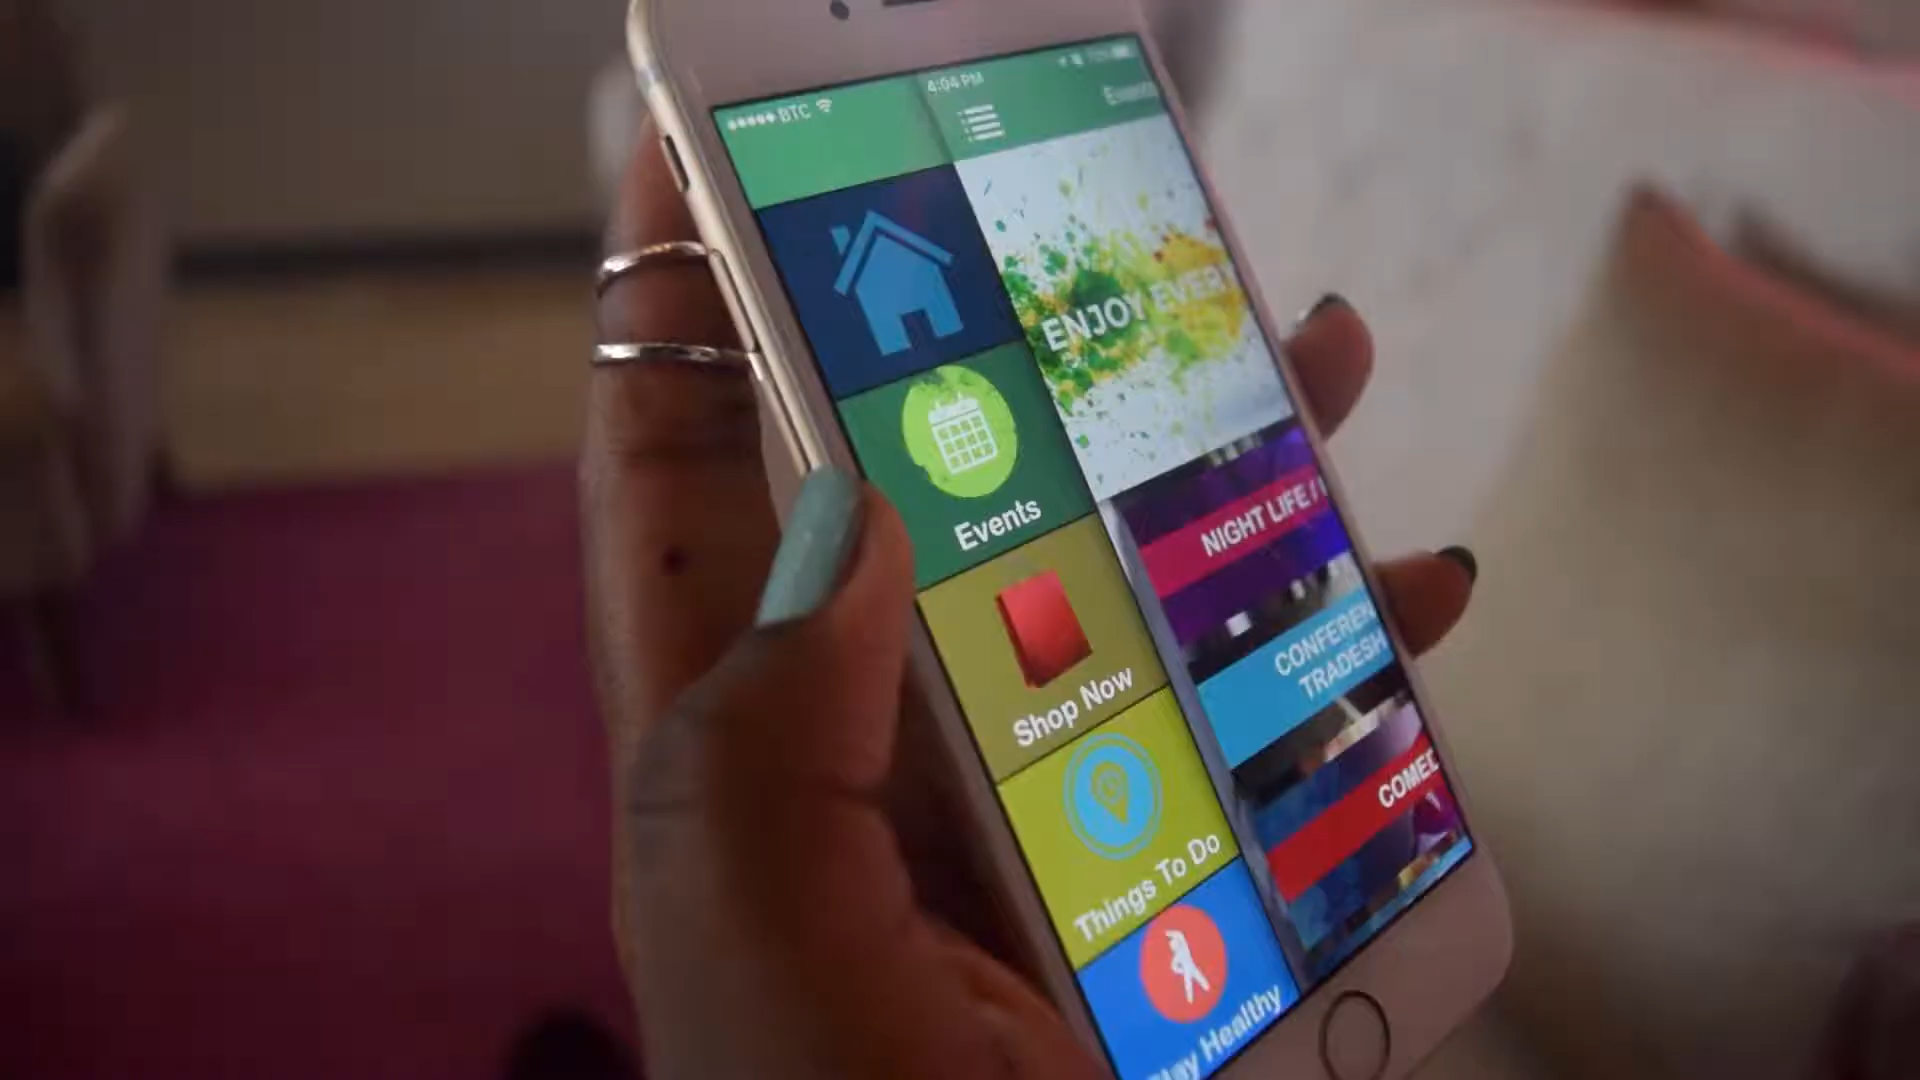 BTC
4:04 PM
ENJOY EVER
Events
NIGHT LIFE /
Shop Now
CONFEREN
TRADESH
Things To Do
COMED
Healthy